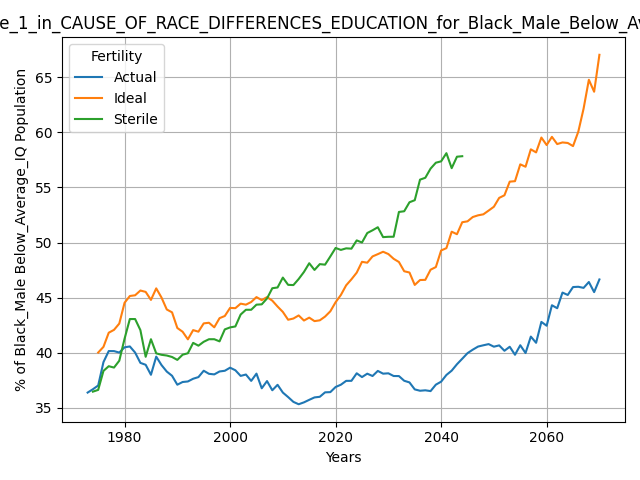 e_1_in_CAUSE_OF_RACE_DIFFERENCES_EDUCATION_for_Black_Male_Below_Av
Fertility
Actual
Ideal
Sterile
% of Black_Male Below_Average_IQ Population
65
60
55
50
45
40
35
1980
2000
2020
2040
2060
Years